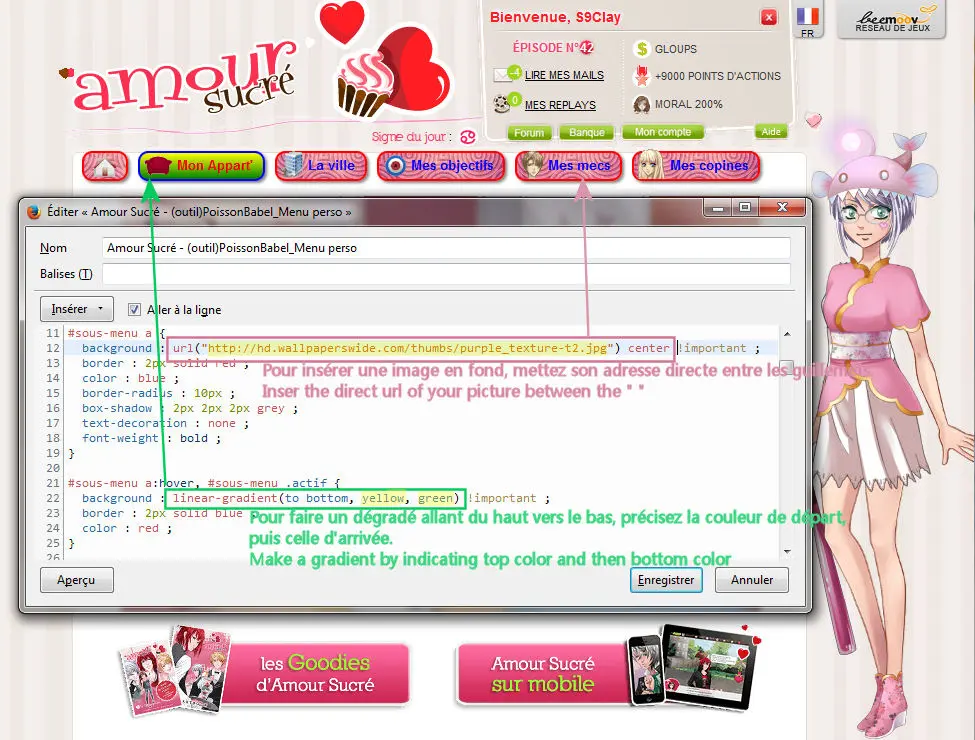 amour
sucré
Bienvenue, S9Clay
x
FR
beemoov
RESEAU DE JEUX
ÉPISODE N°42
LIRE MES MAILS
0
MES REPLAYS
$ GLOUPS
+9000 POINTS D'ACTIONS
MORAL 200%
Signe du jour :
Forum
Banque
Mon compte
Aide
Mon Appart'
La ville
Mes objectifs
Mes mecs
Mes copines
Éditer « Amour Sucré - (outil)PoissonBabel_Menu perso »
Nom
Amour Sucré - (outil)PoissonBabel_Menu perso
Balises (T)
Insérer
Aller à la ligne
11 #sous-menu a {
12 background : url("http://hd.wallpaperswide.com/thumbs/purple_texture-t2.jpg") center !important ;
13 border : 2px solid red ;
Pour insérer une image en fond, mettez son adresse directe entre les guillemets.
14 color : blue ;
15 border-radius : 10px ;
Inser the direct url of your picture between the " "
16 box-shadow : 2px 2px 2px grey ;
17 text-decoration : none ;
18 font-weight : bold ;
19 }
20
21 #sous-menu a:hover, #sous-menu .actif {
22 background : linear-gradient(to bottom, yellow, green) !important ;
23 border : 2px solid blue
Pour faire un dégradé allant du haut vers le bas, précisez la couleur de départ,
24 color : red ;
puis celle d'arrivée.
25 }
Make a gradient by indicating top color and then bottom color
26
Aperçu
Enregistrer
Annuler
les Goodies
d'Amour Sucré
Amour Sucré
sur mobile